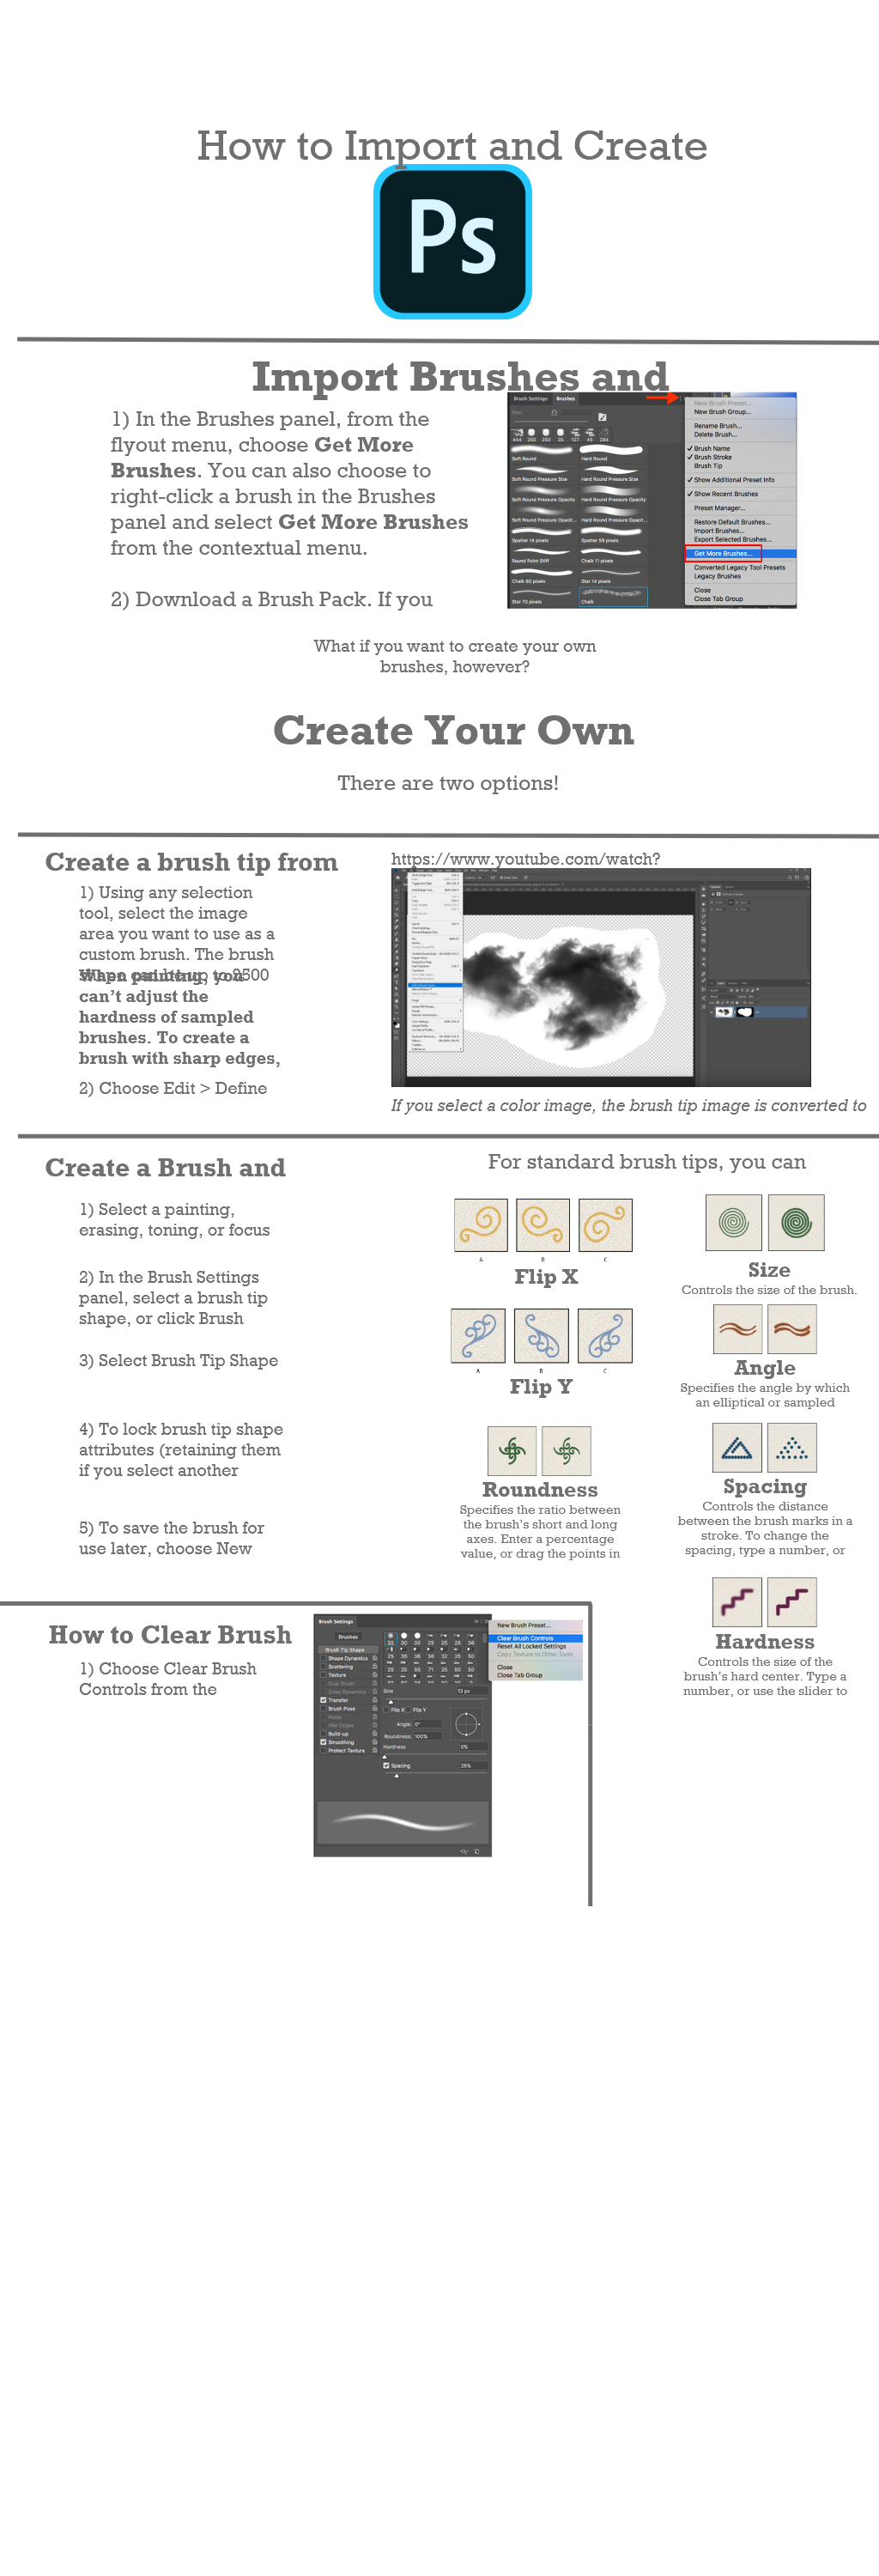 How to Import and Create
Ps
Import Brushes and
1) In the Brushes panel, from the
flyout menu, choose Get More
Brushes. You can also choose to
right-click a brush in the Brushes
panel and select Get More Brushes
from the contextual menu.
2) Download a Brush Pack. If you
Brush Settings Brushes
Size:
Soft Round
Hard Round
Soft Round Pressure Size
Hard Round Pressure Size
Soft Round Pressure Opacity
Hard Round Pressure Opacity
Soft Round Pressure Opacit...
Hard Round Pressure Opacit...
Spatter 14 pixels
Spatter 59 pixels
Round Point Stiff
Chalk 11 pixels
Chalk 60 pixels
Star 14 pixels
Star 70 pixels
Chalk
New Brush Preset...
New Brush Group...
Rename Brush...
Delete Brush...
Brush Name
Brush Stroke
Brush Tip
Show Additional Preset Info
Show Recent Brushes
Preset Manager...
Restore Default Brushes...
Import Brushes...
Export Selected Brushes...
Get More Brushes...
Converted Legacy Tool Presets
Legacy Brushes
Close
Close Tab Group
What if you want to create your own
brushes, however?
Create Your Own
There are two options!
Create a brush tip from
1) Using any selection
tool, select the image
area you want to use as a
custom brush. The brush
shape can be up to 2500
When painting, you
can't adjust the
hardness of sampled
brushes. To create a
brush with sharp edges,
2) Choose Edit > Define
https://www.youtube.com/watch?
If you select a color image, the brush tip image is converted to
Create a Brush and
1) Select a painting,
erasing, toning, or focus
2) In the Brush Settings
panel, select a brush tip
shape, or click Brush
3) Select Brush Tip Shape
4) To lock brush tip shape
attributes (retaining them
if you select another
5) To save the brush for
use later, choose New
For standard brush tips, you can
A B C
Flip X
A B C
Flip Y
Roundness
Specifies the ratio between
the brush's short and long
axes. Enter a percentage
value, or drag the points in
Size
Controls the size of the brush.
Angle
Specifies the angle by which
an elliptical or sampled
Spacing
Controls the distance
between the brush marks in a
stroke. To change the
spacing, type a number, or
Hardness
Controls the size of the
brush's hard center. Type a
number, or use the slider to
How to Clear Brush
1) Choose Clear Brush
Controls from the
Brush Settings
Brushes
Brush Tip Shape
Shape Dynamics
Scattering
Texture
Dual Brush
Color Dynamics
Transfer
Brush Pose
Noise
Wet Edges
Build-up
Smoothing
Protect Texture
30 30 30 25 25 25 36
25 36 36 36 32 25 50
25 25 50 71 25 50 50
Size
13 px
Flip X Flip Y
Angle: 0°
Roundness: 100%
Hardness
0%
Spacing
25%
New Brush Preset...
Clear Brush Controls
Reset All Locked Settings
Copy Texture to Other Tools
Close
Close Tab Group